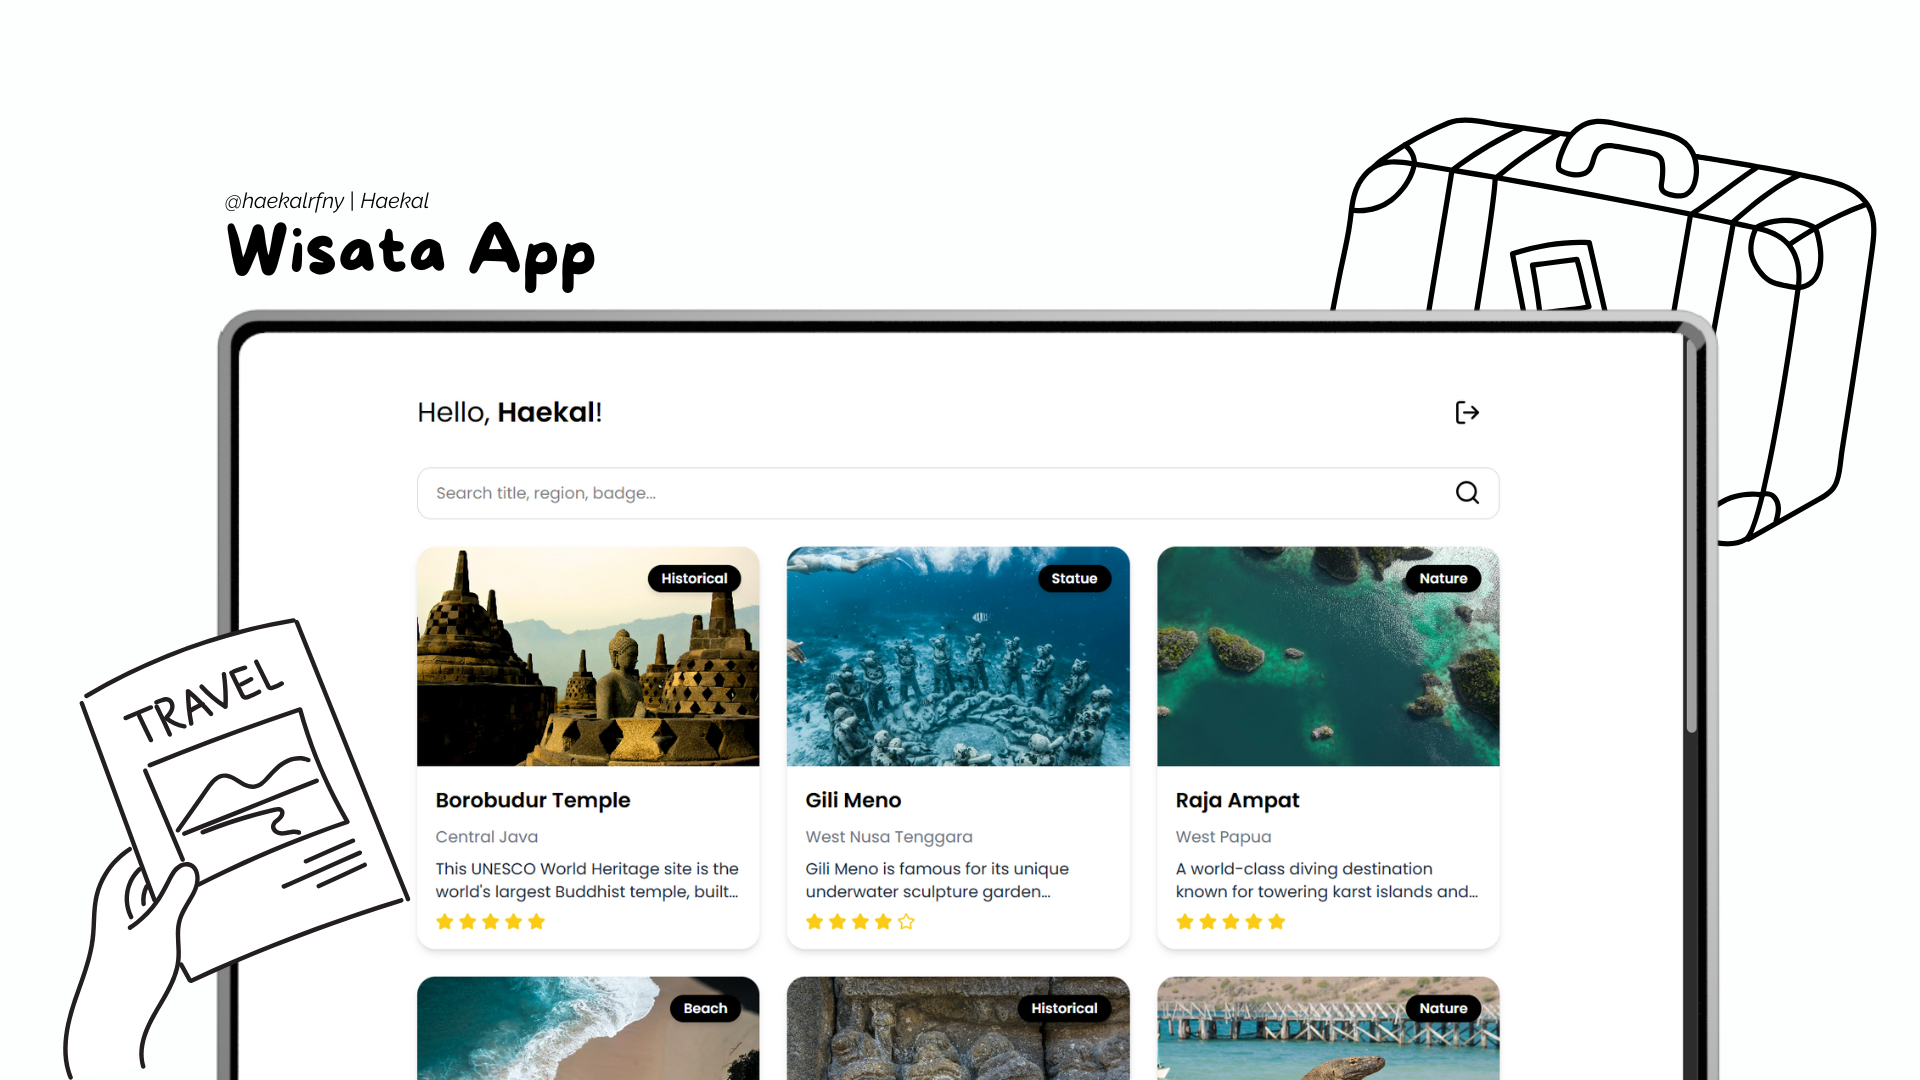 @haekalrfny | Haekal
Wisata App
TRAVEL
Hello, Haekal!
Search title, region, badge...
Historical
Statue
Nature
Borobudur Temple
Central Java
This UNESCO World Heritage site is the
world's largest Buddhist temple, built...
Gili Meno
West Nusa Tenggara
Gili Meno is famous for its unique
underwater sculpture garden...
Raja Ampat
West Papua
A world-class diving destination
known for towering karst islands and...
Beach
Historical
Nature